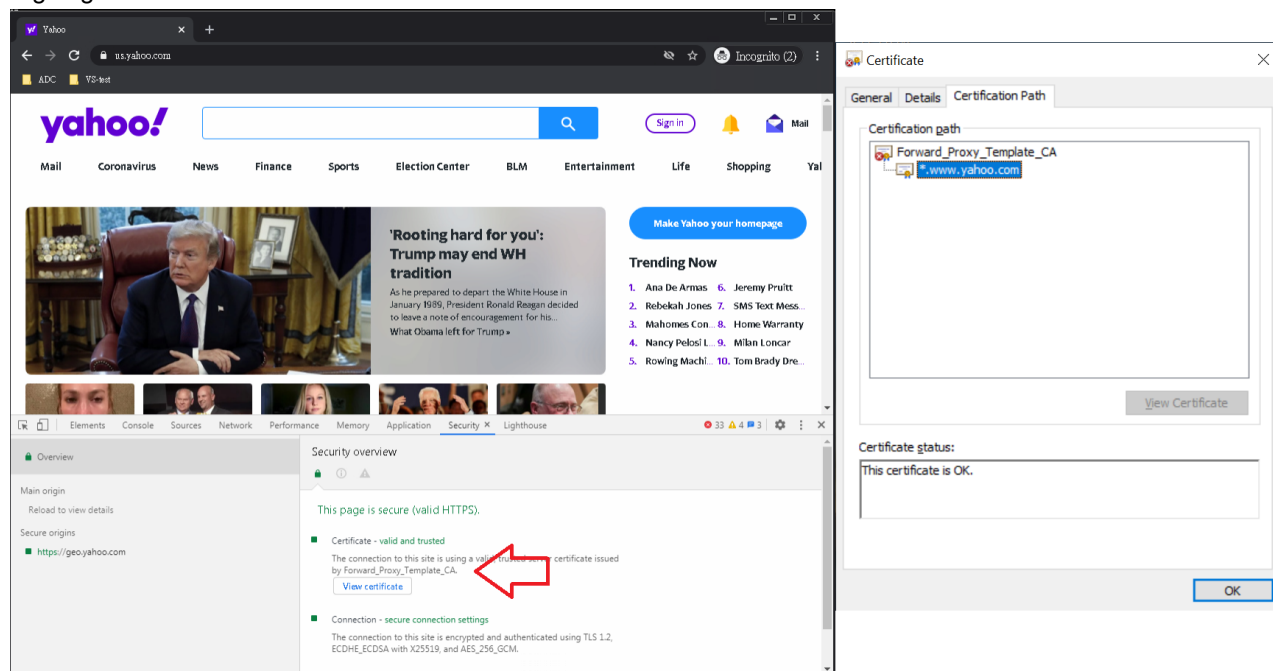 Yahoo
us.yahoo.com
Incognito (2)
ADC
VS-test
yahoo!
Sign in
Mail
Mail Coronavirus News Finance Sports Election Center BLM Entertainment Life Shopping Yal
'Rooting hard
for you':
Trump may end WH
tradition
As he prepared to depart the White House in
January 1989, President Ronald Reagan decided
to leave a note of encouragement for his...
What Obama left for Trump »
Make Yahoo your homepage
Trending Now
1. Ana De Armas 6. Jeremy Pruitt
2. Rebekah Jones 7. SMS Text Mess...
3. Mahomes Con... 8. Home Warranty
4. Nancy Pelosi L... 9. Milan Loncar
5. Rowing Machi... 10. Tom Brady Dre...
Elements Console Sources Network Performance Memory Application Security Lighthouse
33 4 3
Overview
Main origin
Reload to view details
Secure origins
https://geo.yahoo.com
Security overview
This page is secure (valid HTTPS).
Certificate - valid and trusted
The connection to this site is using a valid, trusted server certificate issued
by Forward_Proxy_Template_CA.
View certificate
Connection - secure connection settings
The connection to this site is encrypted and authenticated using TLS 1.2,
ECDHE_ECDSA with X25519, and AES_256_GCM.
Certificate
General Details Certification Path
Certification path
Forward_Proxy_Template_CA
*.www.yahoo.com
View Certificate
Certificate status:
This certificate is OK.
OK